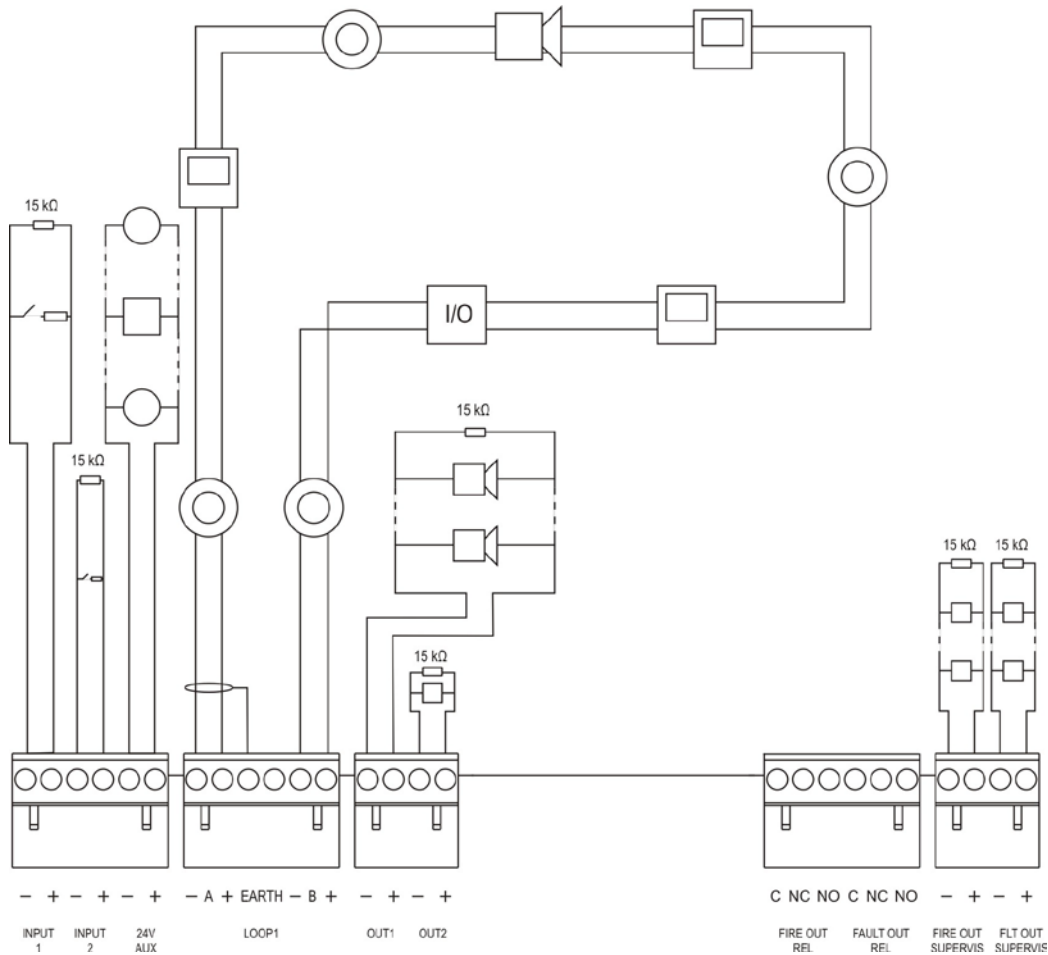 15 kΩ
I/O
15 kΩ
15 kΩ
15 kΩ 15 kΩ
15 kΩ
− + − + − + − A + EARTH − B + − + − + C NC NO C NC NO − + − +
INPUT 1
INPUT 2
24V AUX
LOOP1
OUT1
OUT2
FIRE OUT REL
FAULT OUT REL
FIRE OUT SUPERVIS
FLT OUT SUPERVIS